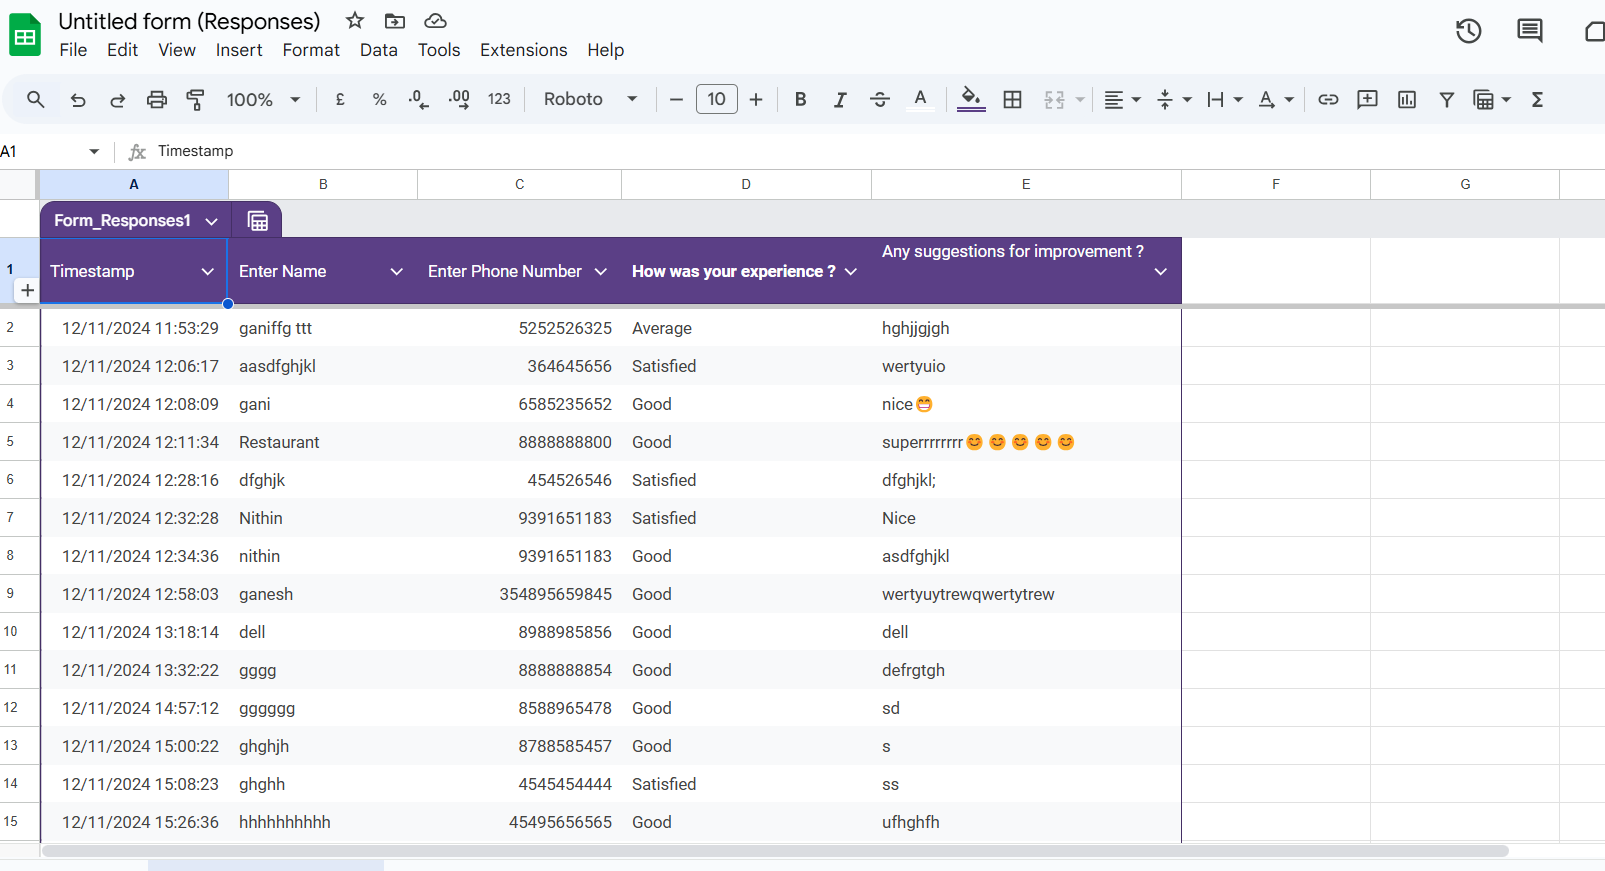 Untitled form (Responses)
File Edit View Insert Format Data Tools Extensions Help
100% £ % .0 .00 123 Roboto 10 B I S A A Σ
A1 fx Timestamp
A B C D E F G
Form_Responses1
1 Timestamp Enter Name Enter Phone Number How was your experience ? Any suggestions for improvement ?
2 12/11/2024 11:53:29 ganiffg ttt 5252526325 Average hghjjgjgh
3 12/11/2024 12:06:17 aasdfghjkl 364645656 Satisfied wertyuio
4 12/11/2024 12:08:09 gani 6585235652 Good nice😁
5 12/11/2024 12:11:34 Restaurant 8888888800 Good superrrrrrrr😊😊😊😊😊
6 12/11/2024 12:28:16 dfghjk 454526546 Satisfied dfghjkl;
7 12/11/2024 12:32:28 Nithin 9391651183 Satisfied Nice
8 12/11/2024 12:34:36 nithin 9391651183 Good asdfghjkl
9 12/11/2024 12:58:03 ganesh 354895659845 Good wertyuytrewqwertytrew
10 12/11/2024 13:18:14 dell 8988985856 Good dell
11 12/11/2024 13:32:22 gggg 8888888854 Good defrgtgh
12 12/11/2024 14:57:12 gggggg 8588965478 Good sd
13 12/11/2024 15:00:22 ghghjh 8788585457 Good s
14 12/11/2024 15:08:23 ghghh 4545454444 Satisfied ss
15 12/11/2024 15:26:36 hhhhhhhhhh 45495656565 Good ufhghfh